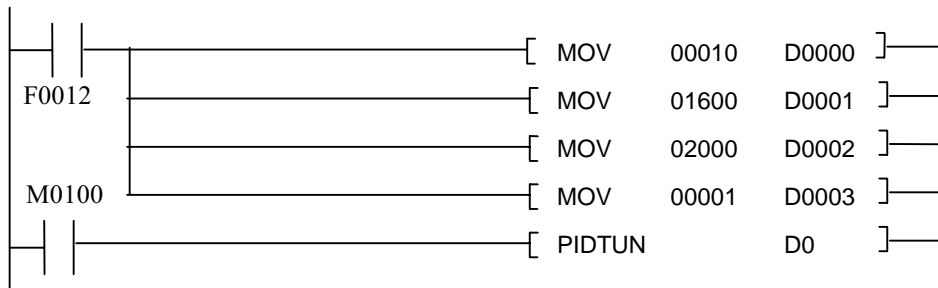 [ MOV 00010 D0000 ]
F0012 [ MOV 01600 D0001 ]
[ MOV 02000 D0002 ]
M0100 [ MOV 00001 D0003 ]
[ PIDTUN D0 ]